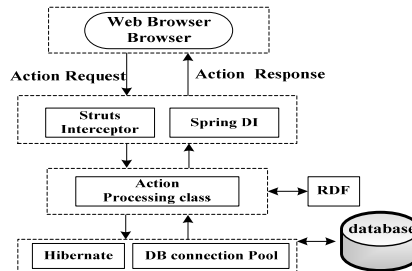 Web Browser
Browser
Action Request
Action Response
Struts
Interceptor
Spring DI
Action
Processing class
RDF
database
Hibernate
DB connection Pool